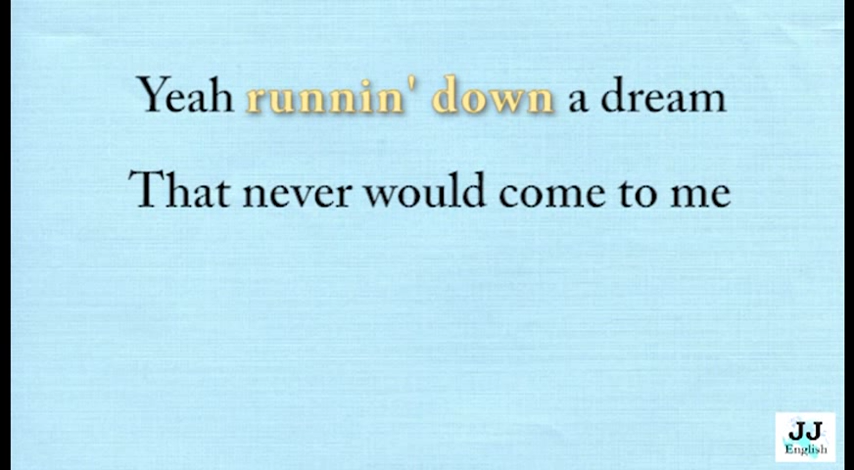 Yeah runnin' down a dream
That never would come to me
JJ
English